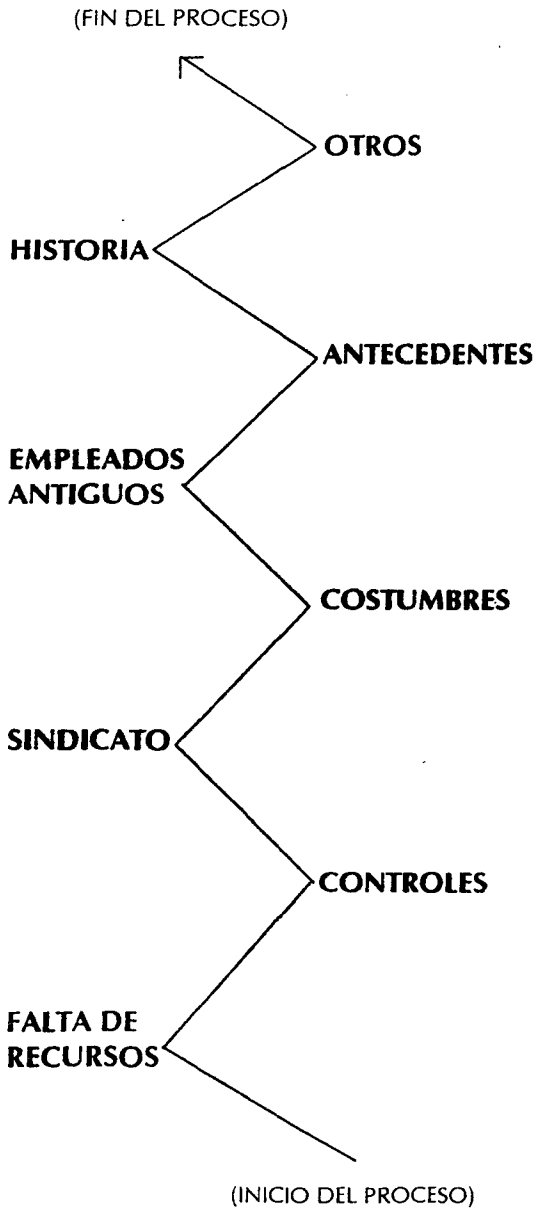 (FIN DEL PROCESO)
OTROS
HISTORIA
ANTECEDENTES
EMPLEADOS
ANTIGUOS
COSTUMBRES
SINDICATO
CONTROLES
FALTA DE
RECURSOS
(INICIO DEL PROCESO)